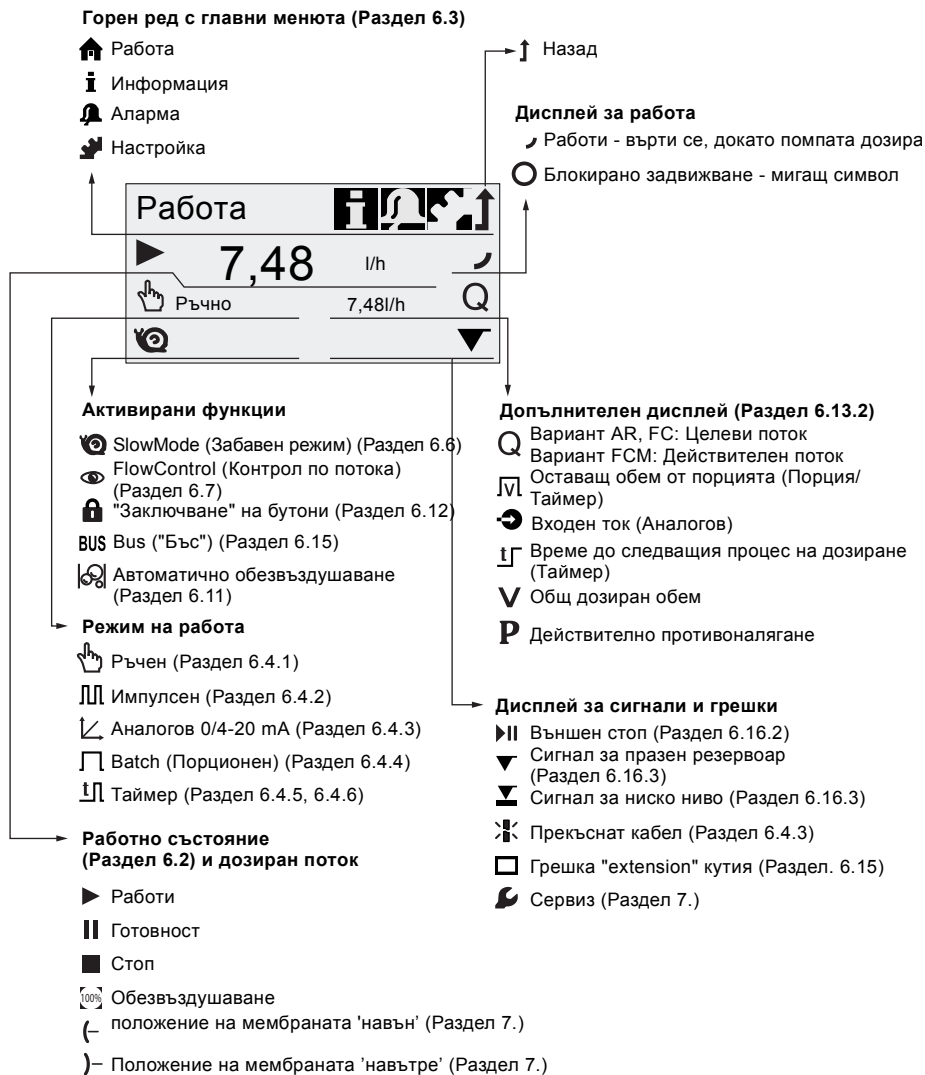 Горен ред с главни менюта (Раздел 6.3)
Работа
Информация
Аларма
Настройка
Назад
Дисплей за работа
Работи - върти се, докато помпата дозира
Блокирано задвижване - мигащ символ
Работа
7,48 l/h
Ръчно 7,48l/h Q
Активирани функции
SlowMode (Забавен режим) (Раздел 6.6)
FlowControl (Контрол по потока)
(Раздел 6.7)
"Заключване" на бутони (Раздел 6.12)
BUS Bus ("Бъс") (Раздел 6.15)
Автоматично обезвъздушаване
(Раздел 6.11)
Режим на работа
Ръчен (Раздел 6.4.1)
Импулсен (Раздел 6.4.2)
Аналогов 0/4-20 mA (Раздел 6.4.3)
Batch (Порционен) (Раздел 6.4.4)
t Таймер (Раздел 6.4.5, 6.4.6)
Работно състояние
(Раздел 6.2) и дозиран поток
Работи
Готовност
Стоп
100% Обезвъздушаване
положение на мембраната 'навън’ (Раздел 7.)
Положение на мембраната ’навътре’ (Раздел 7.)
Допълнителен дисплей (Раздел 6.13.2)
Q Вариант AR, FC: Целеви поток
Вариант FCM: Действителен поток
V Оставащ обем от порцията (Порция/
Таймер)
Входен ток (Аналогов)
t Време до следващия процес на дозиране
(Таймер)
V Общ дозиран обем
P Действително противоналягане
Дисплей за сигнали и грешки
Външен стоп (Раздел 6.16.2)
Сигнал за празен резервоар
(Раздел 6.16.3)
Сигнал за ниско ниво (Раздел 6.16.3)
Прекъснат кабел (Раздел 6.4.3)
Грешка "extension" кутия (Раздел. 6.15)
Сервиз (Раздел 7.)